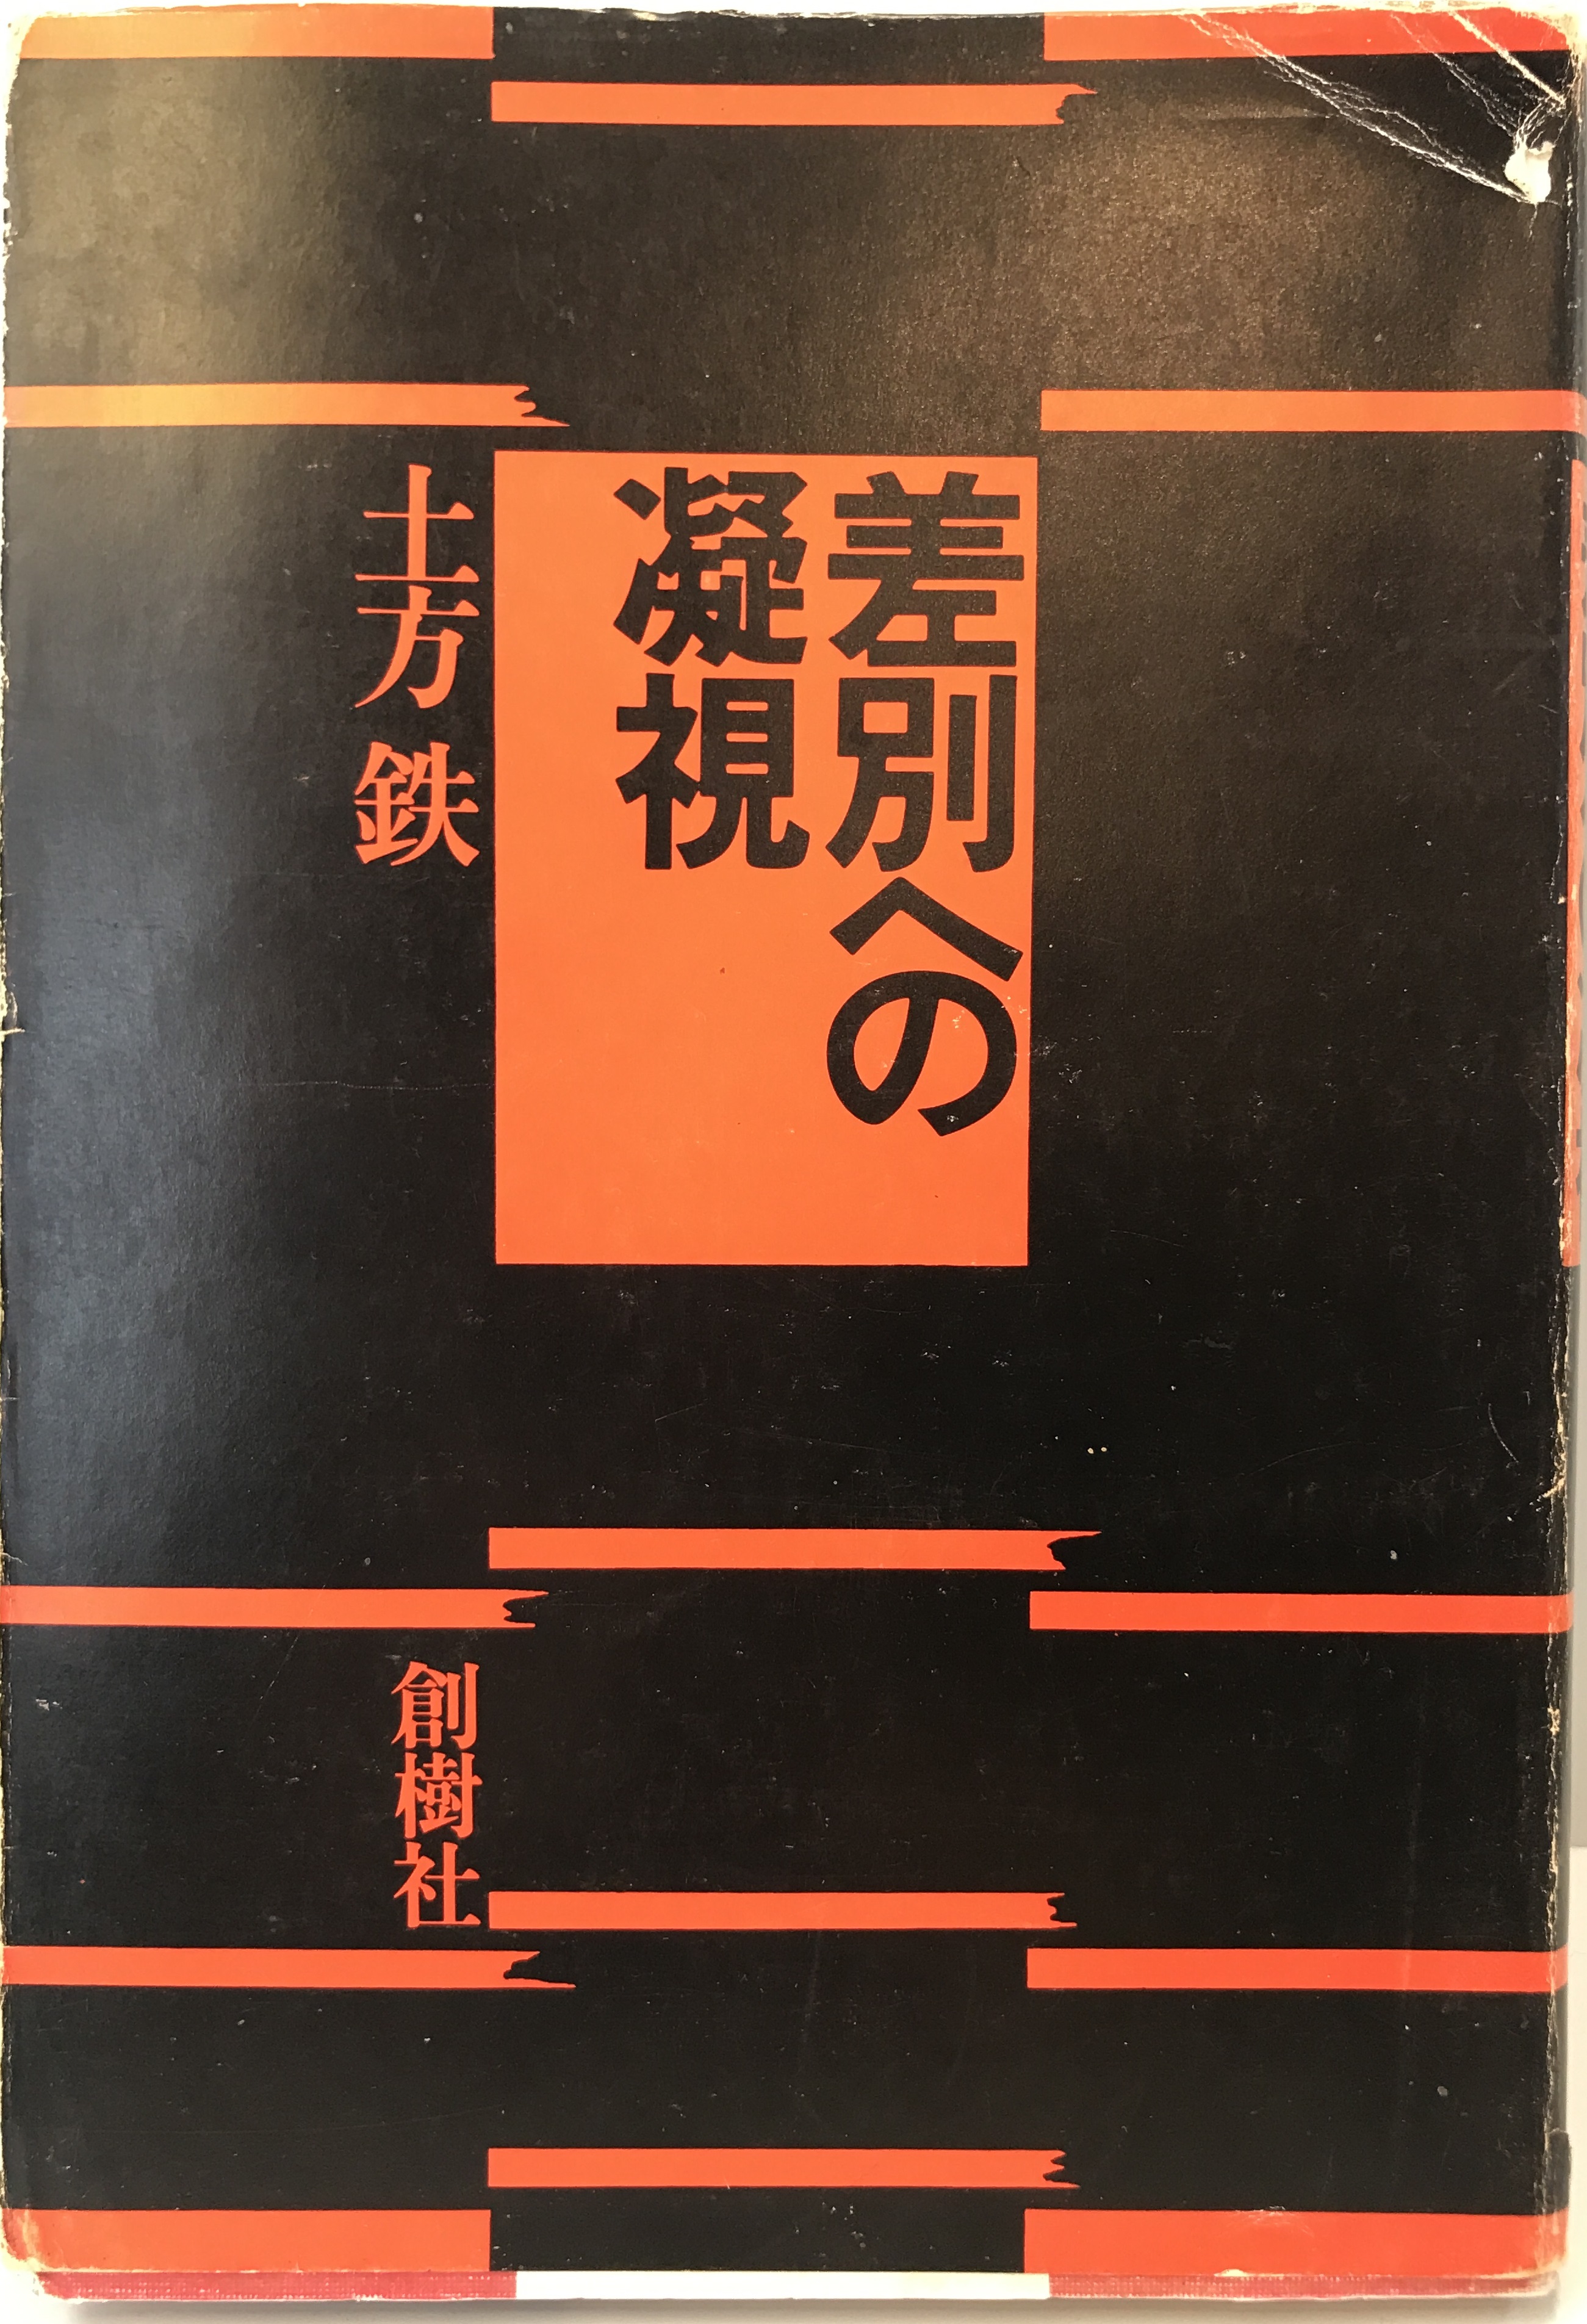 差別への
凝視
土方 鉄
創樹社